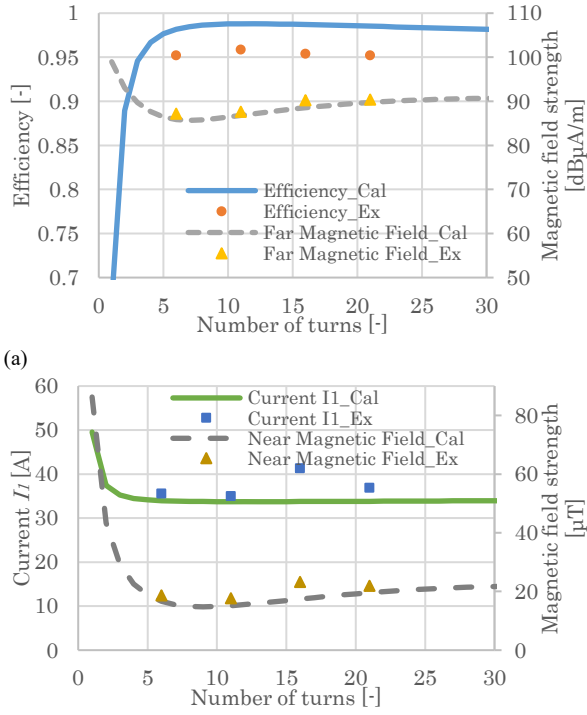 1
0.95
0.9
0.85
0.8
0.75
0.7
Efficiency [-]
110
100
90
80
70
60
50
Magnetic field strength
[dBμA/m]
Efficiency_Cal
Efficiency_Ex
Far Magnetic Field_Cal
Far Magnetic Field_Ex
0 5 10 15 20 25 30
Number of turns [-]
(a)
60
50
40
30
20
10
0
Current I1 [A]
80
60
40
20
0
Magnetic field strength
[μT]
Current I1_Cal
Current I1_Ex
Near Magnetic Field_Cal
Near Magnetic Field_Ex
0 5 10 15 20 25 30
Number of turns [-]